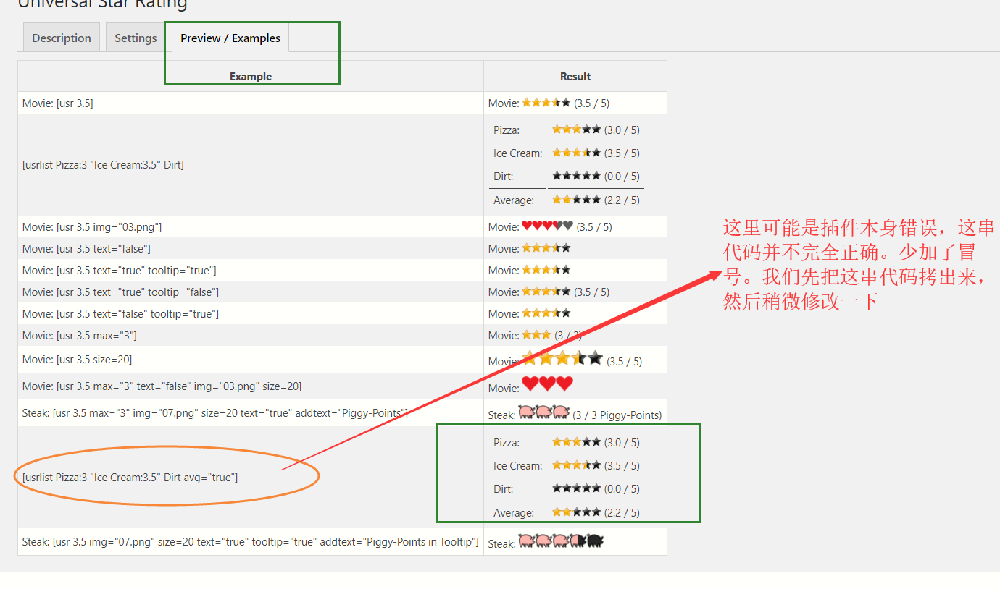 Universal Star Rating
Description Settings Preview / Examples
Example Result
Movie: [usr 3.5] Movie: (3.5 / 5)
[usrlist Pizza:3 "Ice Cream:3.5" Dirt]
Pizza: (3.0 / 5)
Ice Cream: (3.5 / 5)
Dirt: (0.0 / 5)
Average: (2.2 / 5)
Movie: [usr 3.5 img="03.png"] Movie: (3.5 / 5)
Movie: [usr 3.5 text="false"] Movie:
Movie: [usr 3.5 text="true" tooltip="true"] Movie:
Movie: [usr 3.5 text="true" tooltip="false"] Movie: (3.5 / 5)
Movie: [usr 3.5 text="false" tooltip="true"] Movie:
Movie: [usr 3.5 max="3"] Movie: (3 / 3)
Movie: [usr 3.5 size=20] Movie: (3.5 / 5)
Movie: [usr 3.5 max="3" text="false" img="03.png" size=20] Movie:
Steak: [usr 3.5 max="3" img="07.png" size=20 text="true" addtext="Piggy-Points"] Steak: (3 / 3 Piggy-Points)
[usrlist Pizza:3 "Ice Cream:3.5" Dirt avg="true"]
Pizza: (3.0 / 5)
Ice Cream: (3.5 / 5)
Dirt: (0.0 / 5)
Average: (2.2 / 5)
Steak: [usr 3.5 img="07.png" size=20 text="true" tooltip="true" addtext="Piggy-Points in Tooltip"] Steak:
这里可能是插件本身错误，这串
代码并不完全正确。少加了冒
号。我们先把这串代码拷出来，
然后稍微修改一下